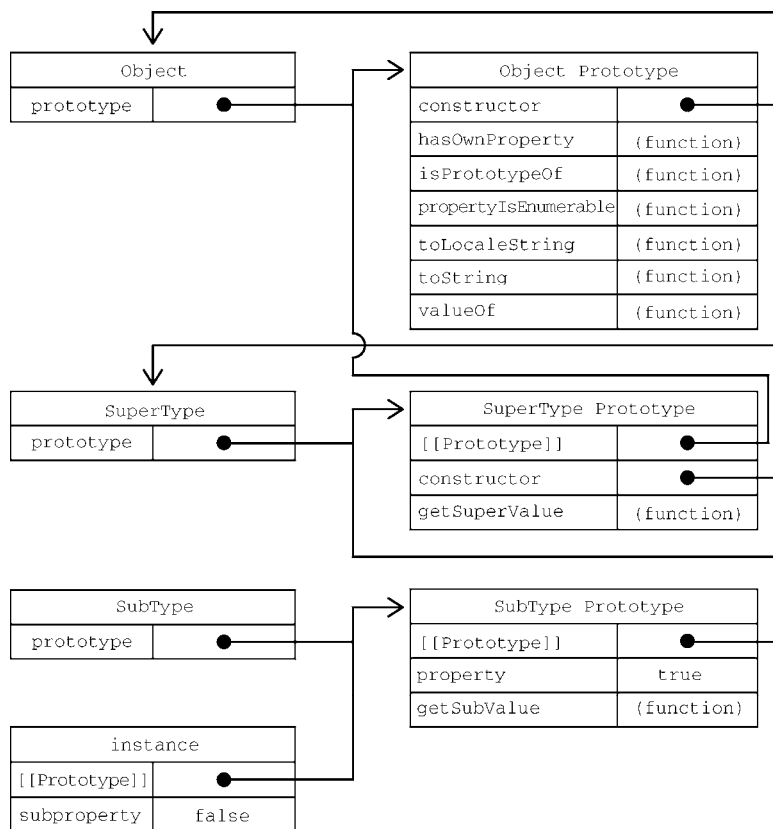 Object
prototype
Object Prototype
constructor
hasOwnProperty (function)
isPrototypeOf (function)
propertyIsEnumerable (function)
toLocaleString (function)
toString (function)
valueOf (function)
SuperType
prototype
SuperType Prototype
[[Prototype]]
constructor
getSuperValue (function)
SubType
prototype
SubType Prototype
[[Prototype]]
property true
getSubValue (function)
instance
[[Prototype]]
subproperty false